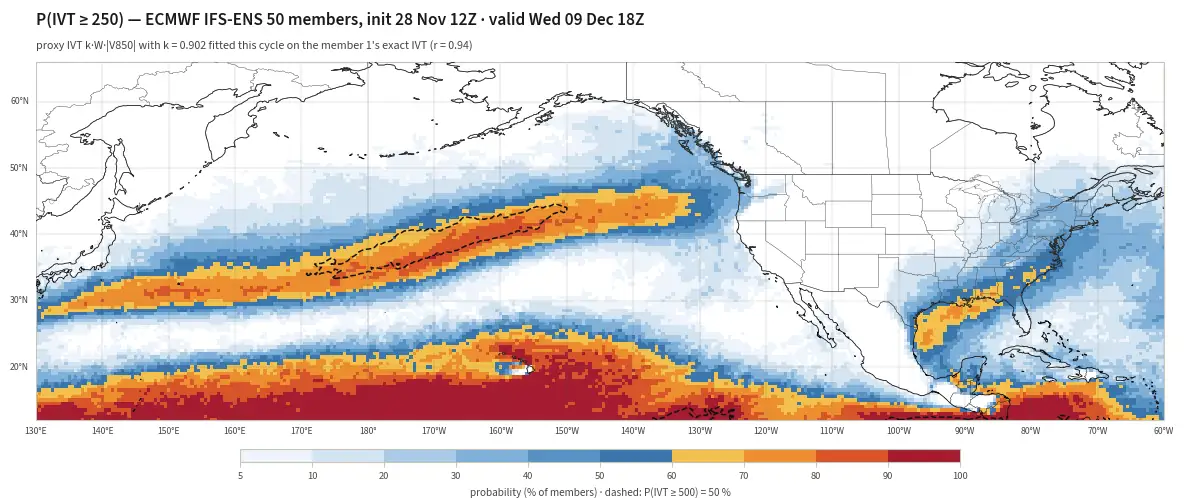 P(IVT ≥ 250) — ECMWF IFS-ENS 50 members, init 28 Nov 12Z · valid Wed 09 Dec 18Z
proxy IVT k·W·|V850| with k = 0.902 fitted this cycle on the member 1's exact IVT (r = 0.94)
60°N
50°N
40°N
30°N
20°N
130°E 140°E 150°E 160°E 170°E 180° 170°W 160°W 150°W 140°W 130°W 120°W 110°W 100°W 90°W 80°W 70°W 60°W
5 10 20 30 40 50 60 70 80 90 100
probability (% of members) · dashed: P(IVT ≥ 500) = 50 %